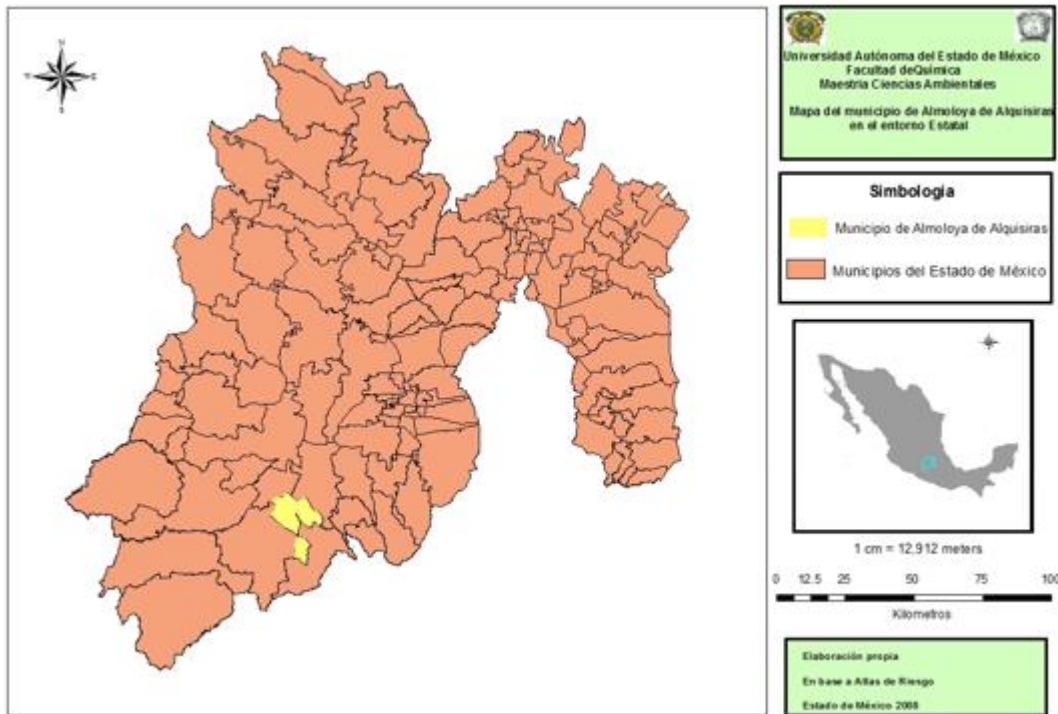 Universidad Autónoma del Estado de México
Facultad deQuímica
Maestria Ciencias Ambientales
Mapa del municipio de Almoloya de Alquisiras
en el entorno Estatal
Simbología
Municipio de Almoloya de Alquisiras
Municipios del Estado de México
1 cm = 12,912 meters
0 12.5 25 50 75 100
Kilometros
Elaboración propia
En base a Atlas de Riesgo
Estado de México 2008